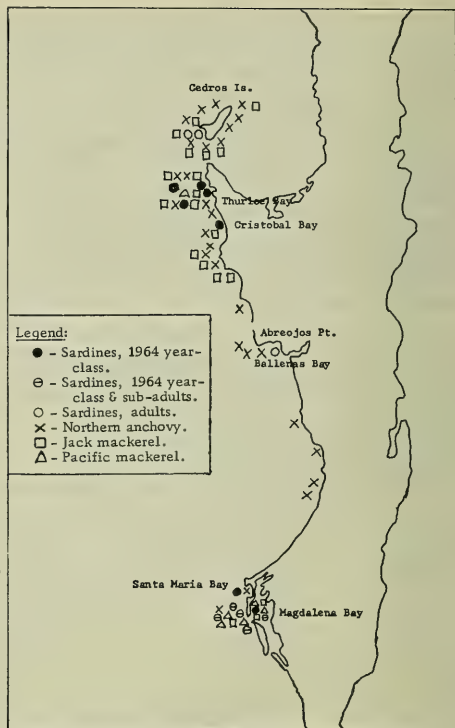 Cedros Is.
Thurloe Bay
Cristobal Bay
Abreojos Pt.
Ballenas Bay
Legend:
● - Sardines, 1964 year-
class.
⊖ - Sardines, 1964 year-
class & sub-adults.
○ - Sardines, adults.
× - Northern anchovy.
□ - Jack mackerel.
△ - Pacific mackerel.
Santa Maria Bay
Magdalena Bay